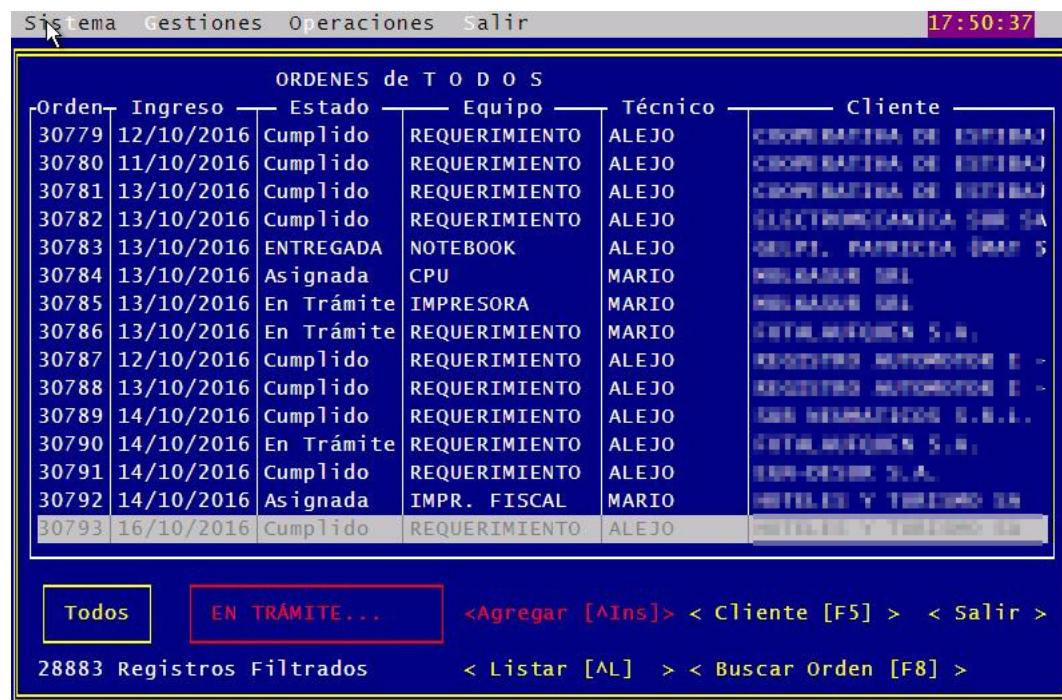 Sistema Gestiones Operaciones Salir 17:50:37
ORDENES de T O D O S
Orden Ingreso Estado Equipo Técnico Cliente
30779 12/10/2016 Cumplido REQUERIMIENTO ALEJO
30780 11/10/2016 Cumplido REQUERIMIENTO ALEJO
30781 13/10/2016 Cumplido REQUERIMIENTO ALEJO
30782 13/10/2016 Cumplido REQUERIMIENTO ALEJO
30783 13/10/2016 ENTREGADA NOTEBOOK ALEJO
30784 13/10/2016 Asignada CPU MARIO
30785 13/10/2016 En Trámite IMPRESORA MARIO
30786 13/10/2016 En Trámite REQUERIMIENTO MARIO
30787 12/10/2016 Cumplido REQUERIMIENTO ALEJO
30788 13/10/2016 Cumplido REQUERIMIENTO ALEJO
30789 14/10/2016 Cumplido REQUERIMIENTO ALEJO
30790 14/10/2016 En Trámite REQUERIMIENTO ALEJO
30791 14/10/2016 Cumplido REQUERIMIENTO ALEJO
30792 14/10/2016 Asignada IMPR. FISCAL MARIO
30793 16/10/2016 Cumplido REQUERIMIENTO ALEJO
Todos EN TRÁMITE... <Agregar [^Ins]> < Cliente [F5] > < Salir >
28883 Registros Filtrados < Listar [^L] > < Buscar Orden [F8] >